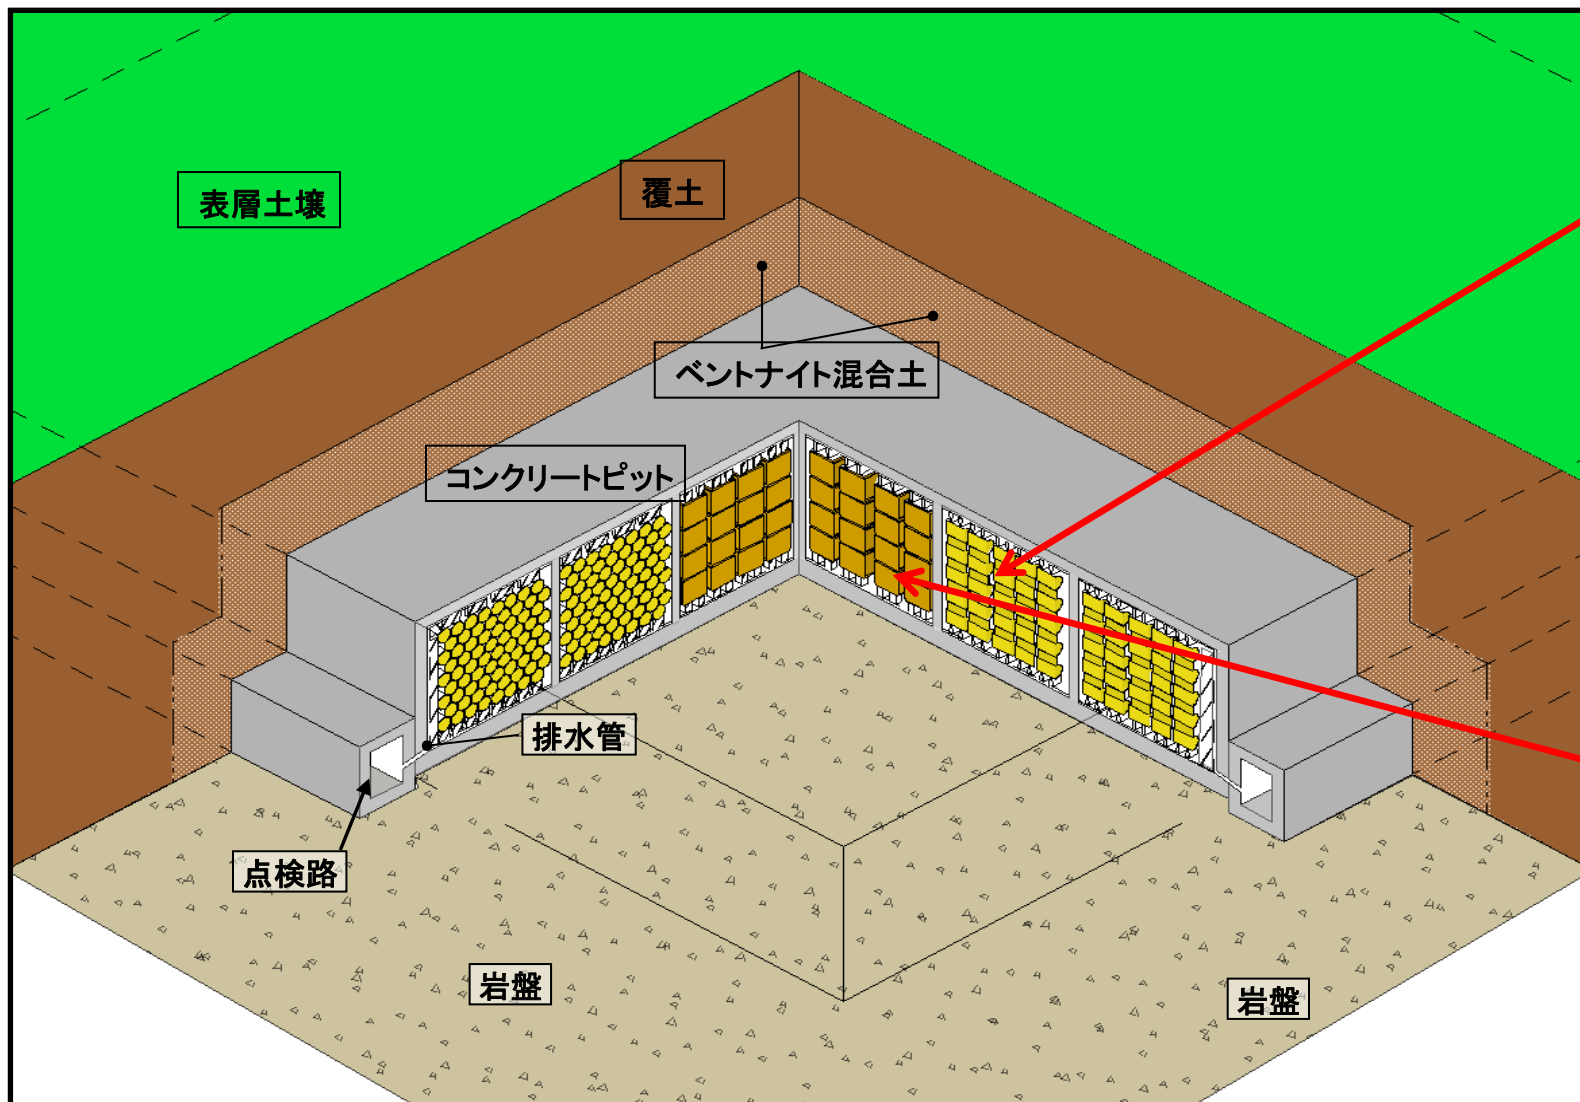 表層土壌
覆土
ベントナイト混合土
コンクリートピット
排水管
点検路
岩盤
岩盤